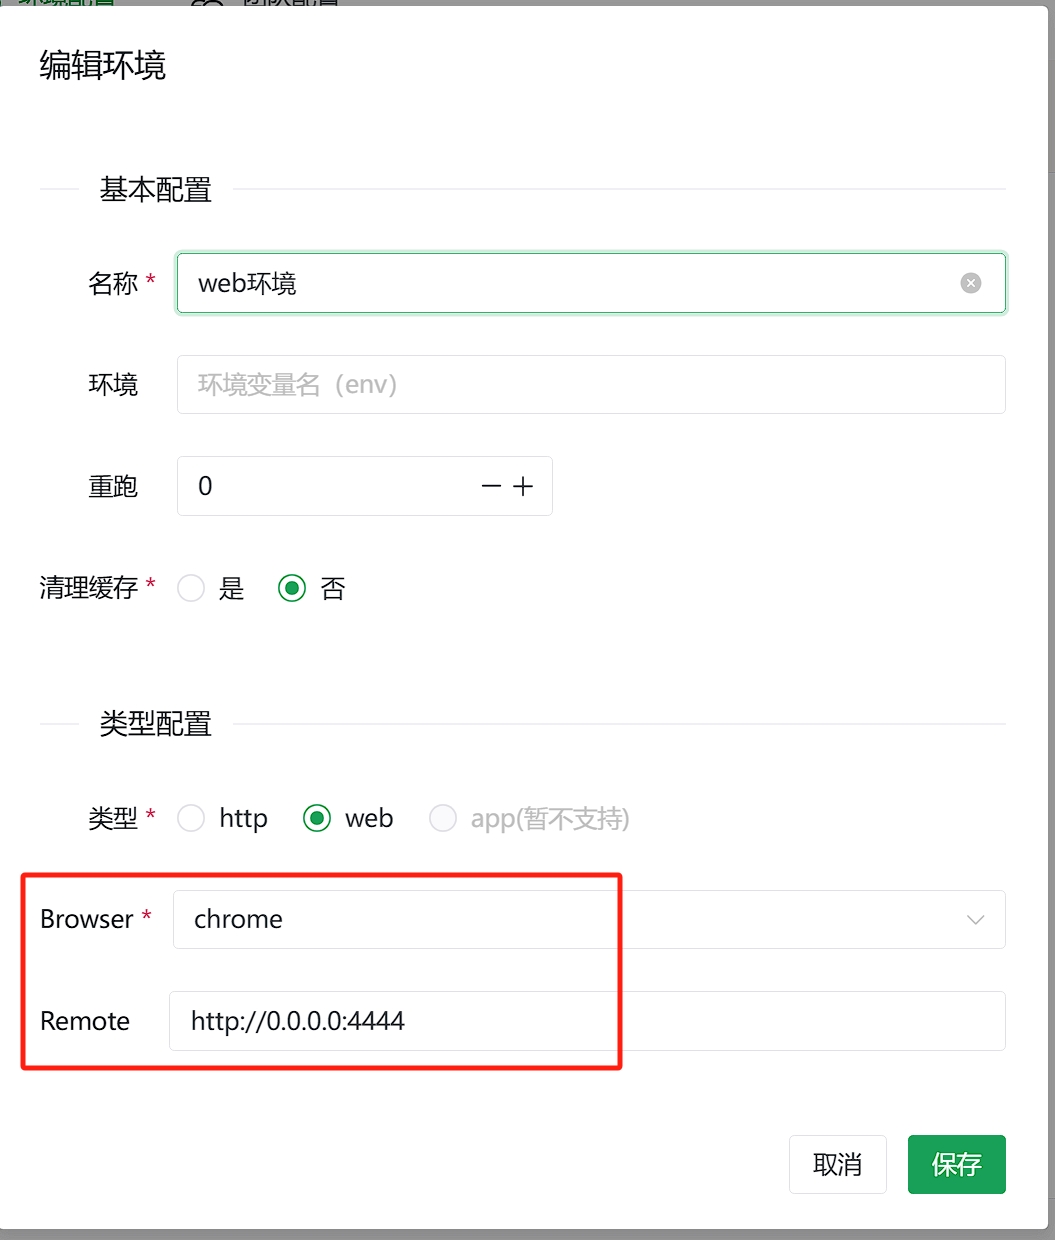 编辑环境
基本配置
名称 * web环境
环境 环境变量名（env）
重跑 0
清理缓存 * 是 否
类型配置
类型 * http web app(暂不支持)
Browser * chrome
Remote http://0.0.0.0:4444
取消 保存